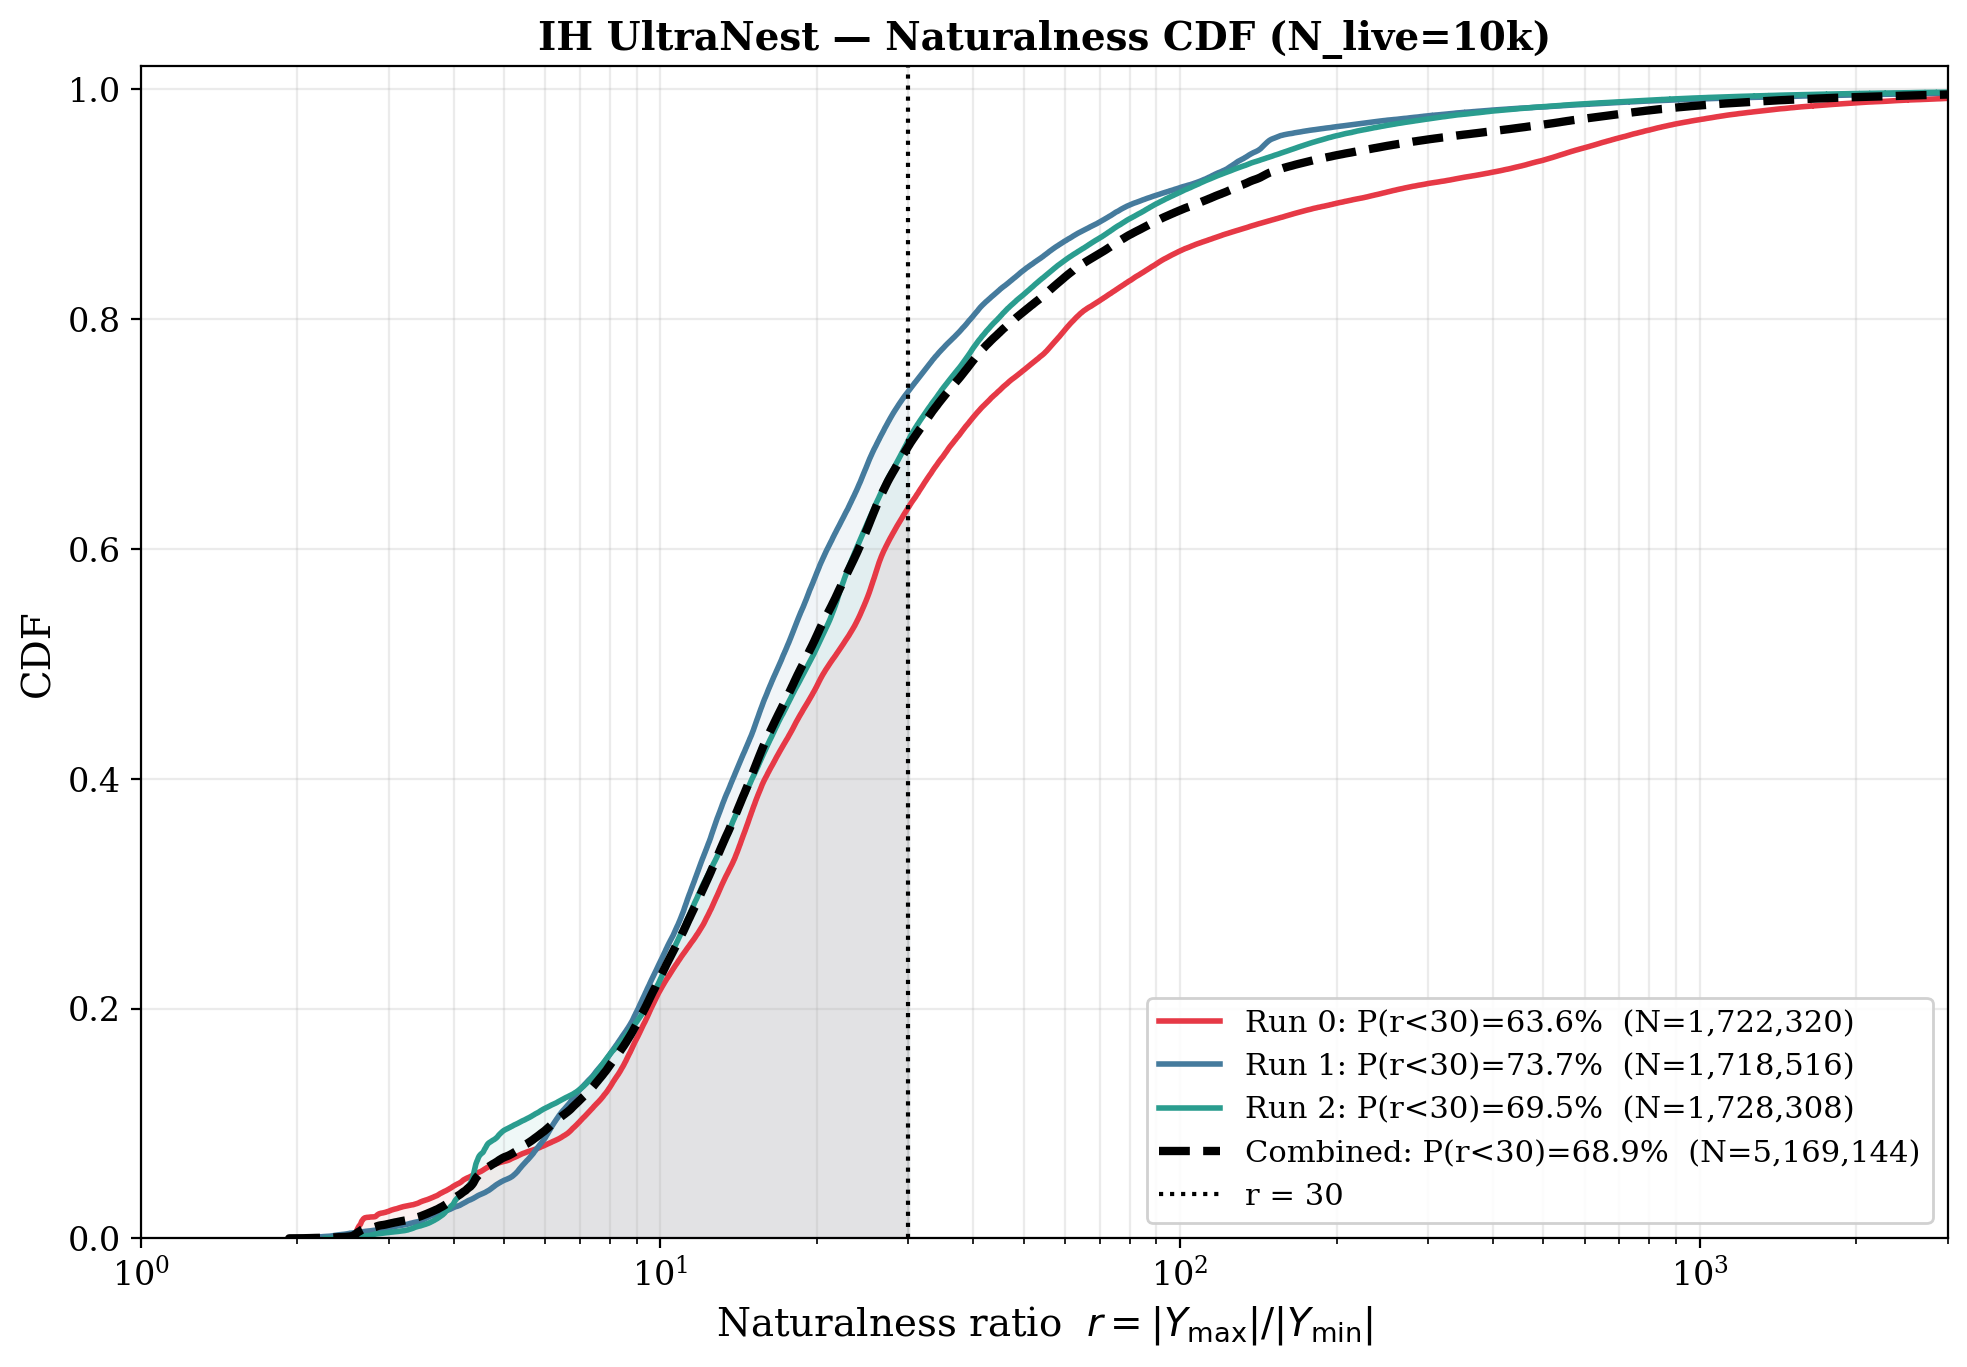 IH UltraNest — Naturalness CDF (N_live=10k)
CDF
1.0
0.8
0.6
0.4
0.2
0.0
10⁰
10¹
10²
10³
Naturalness ratio r = |Y_max|/|Y_min|
Run 0: P(r<30)=63.6% (N=1,722,320)
Run 1: P(r<30)=73.7% (N=1,718,516)
Run 2: P(r<30)=69.5% (N=1,728,308)
Combined: P(r<30)=68.9% (N=5,169,144)
r = 30